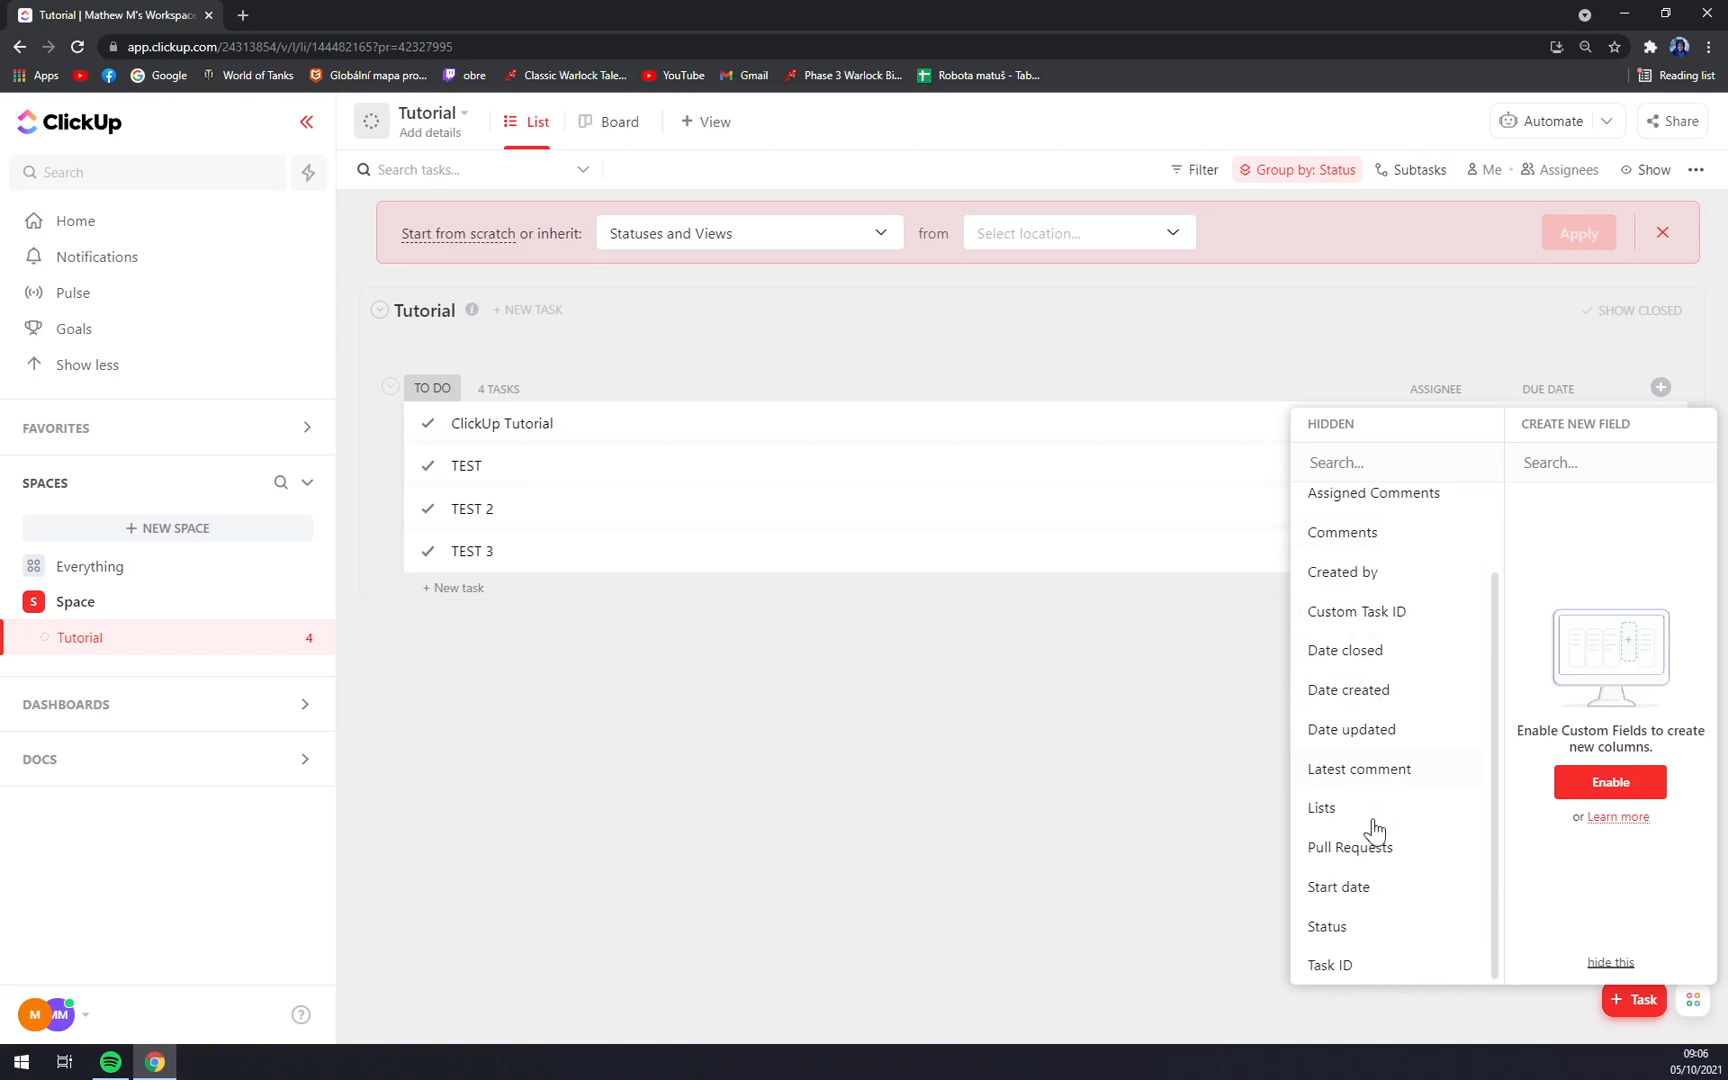 Tutorial | Mathew M's Workspace
app.clickup.com/24313854/v/l/li/144482165?pr=42327995
Apps Google World of Tanks Globální mapa pro... obre Classic Warlock Tale... YouTube Gmail Phase 3 Warlock Bi... Robota matuš - Tab... Reading list
ClickUp
Search
Home
Notifications
Pulse
Goals
Show less
FAVORITES
SPACES
+ NEW SPACE
Everything
S Space
Tutorial 4
DASHBOARDS
DOCS
M MM
Tutorial
Add details
List Board + View
Automate Share
Search tasks...
Filter Group by: Status Subtasks Me Assignees Show
Start from scratch or inherit: Statuses and Views from Select location... Apply
Tutorial + NEW TASK SHOW CLOSED
TO DO 4 TASKS ASSIGNEE DUE DATE
ClickUp Tutorial
TEST
TEST 2
TEST 3
+ New task
HIDDEN
Search...
Assigned Comments
Comments
Created by
Custom Task ID
Date closed
Date created
Date updated
Latest comment
Lists
Pull Requests
Start date
Status
Task ID
CREATE NEW FIELD
Search...
Enable Custom Fields to create
new columns.
Enable
or Learn more
hide this
+ Task
09:06
05/10/2021